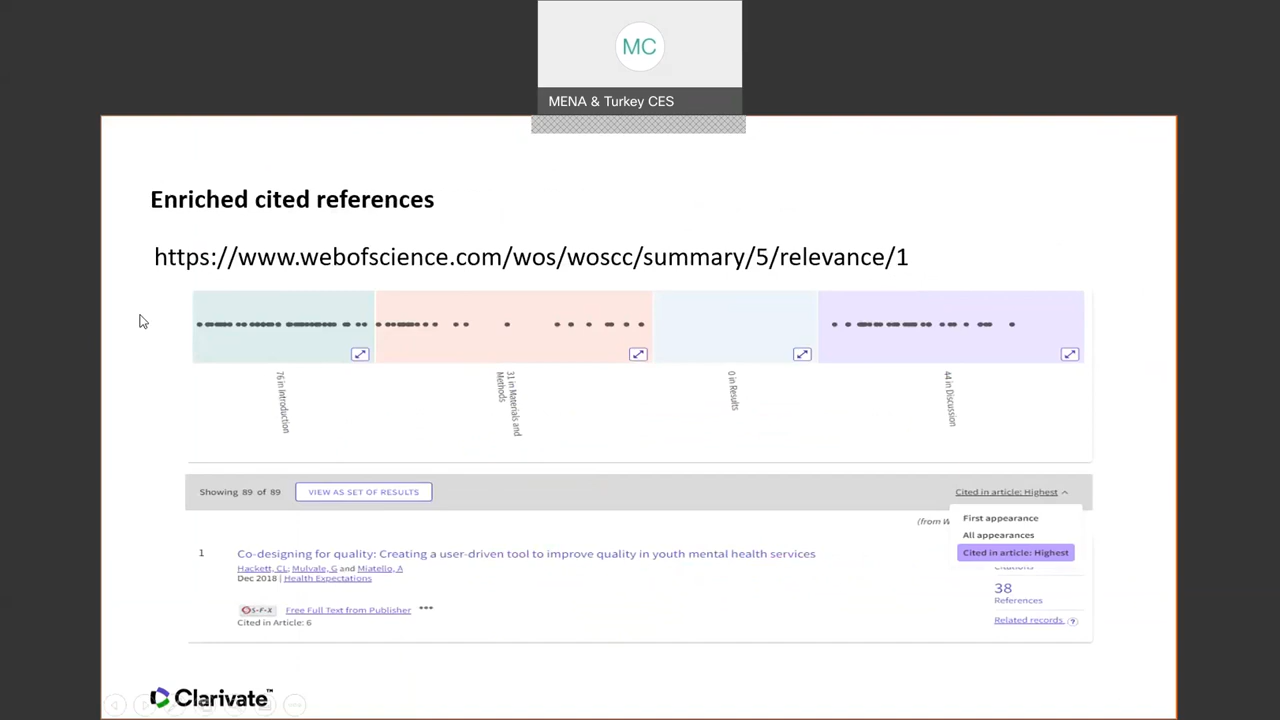 MC
MENA & Turkey CES
Enriched cited references
https://www.webofscience.com/wos/woscc/summary/5/relevance/1
76 in Introduction
31 in Materials and
Methods
0 in Results
44 in Discussion
Showing 89 of 89
VIEW AS SET OF RESULTS
Cited in article: Highest
(from W
First appearance
All appearances
Cited in article: Highest
Citations
1
Co-designing for quality: Creating a user-driven tool to improve quality in youth mental health services
Hackett, CL; Mulvale, G and Miatello, A
Dec 2018 | Health Expectations
38
References
S-F-X
Free Full Text from Publisher
Related records
?
Cited in Article: 6
Clarivate™